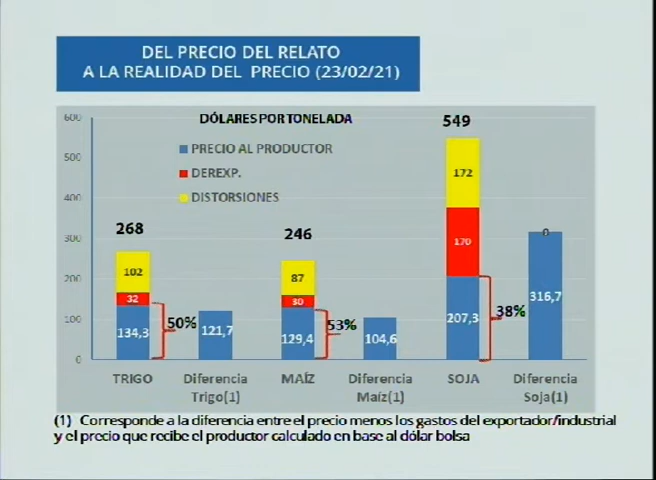 DEL PRECIO DEL RELATO
A LA REALIDAD DEL PRECIO (23/02/21)
DÓLARES POR TONELADA
PRECIO AL PRODUCTOR
DEREXP.
DISTORSIONES
600
500
400
300
200
100
0
268
102
32
134,3
50%
121,7
246
87
30
129,4
53%
104,6
549
172
170
207,3
38%
0
316,7
TRIGO
Diferencia
Trigo(1)
MAÍZ
Diferencia
Maíz(1)
SOJA
Diferencia
Soja(1)
(1) Corresponde a la diferencia entre el precio menos los gastos del exportador/industrial
y el precio que recibe el productor calculado en base al dólar bolsa